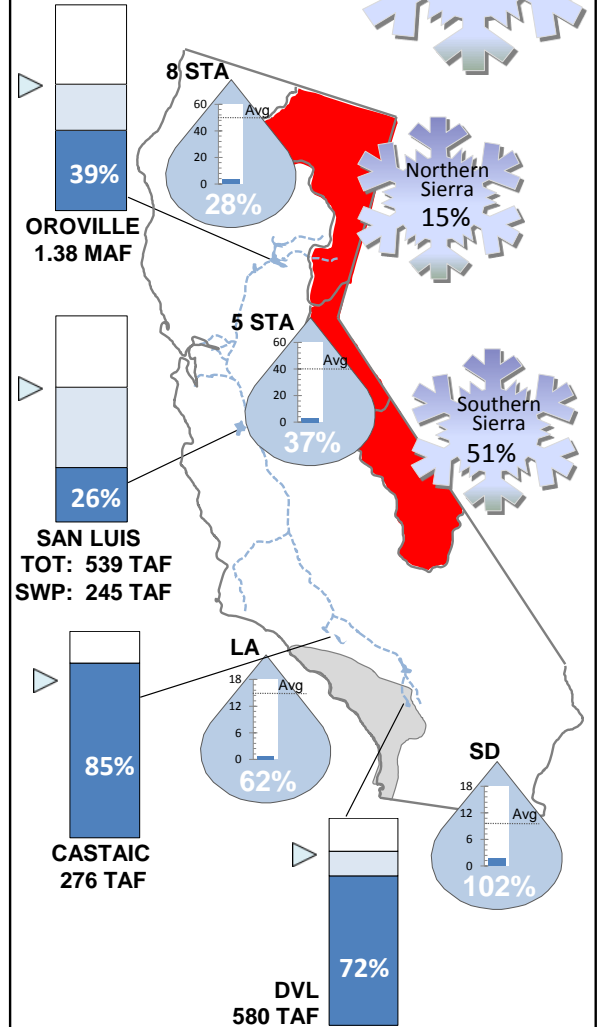 8 STA
60
40
20
0
Avg
28%
39%
OROVILLE
1.38 MAF
Northern
Sierra
15%
5 STA
60
40
20
0
Avg
37%
Southern
Sierra
51%
26%
SAN LUIS
TOT: 539 TAF
SWP: 245 TAF
LA
18
12
6
0
Avg
62%
85%
CASTAIC
276 TAF
SD
18
12
6
0
Avg
102%
72%
DVL
580 TAF